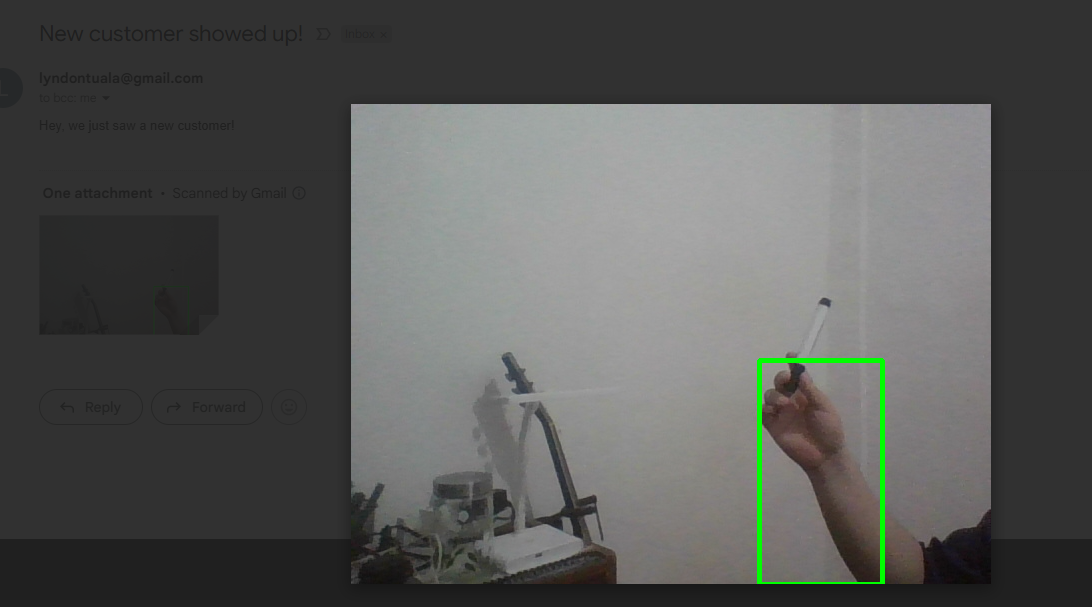 New customer showed up!
Inbox ×
lyndontuala@gmail.com
to bcc: me
Hey, we just saw a new customer!
One attachment • Scanned by Gmail
Reply
Forward